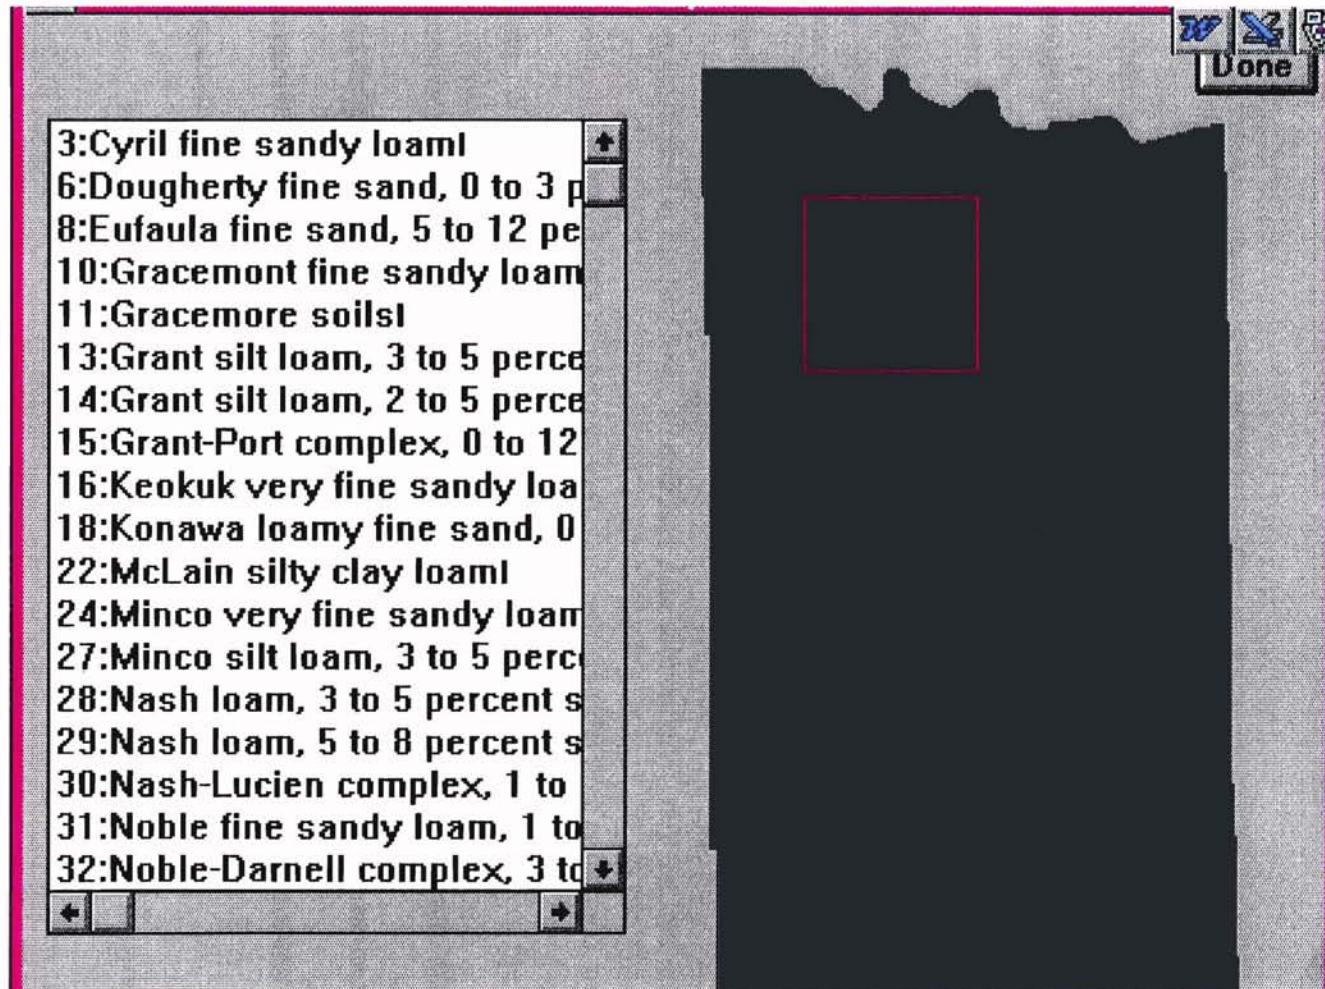 Done
3:Cyril fine sandy loam|
6:Dougherty fine sand, 0 to 3 p
8:Eufaula fine sand, 5 to 12 pe
10:Gracemont fine sandy loam
11:Gracemore soils|
13:Grant silt loam, 3 to 5 perce
14:Grant silt loam, 2 to 5 perce
15:Grant-Port complex, 0 to 12
16:Keokuk very fine sandy loa
18:Konawa loamy fine sand, 0
22:McLain silty clay loam|
24:Minco very fine sandy loam
27:Minco silt loam, 3 to 5 perc
28:Nash loam, 3 to 5 percent s
29:Nash loam, 5 to 8 percent s
30:Nash-Lucien complex, 1 to
31:Noble fine sandy loam, 1 to
32:Noble-Darnell complex, 3 to